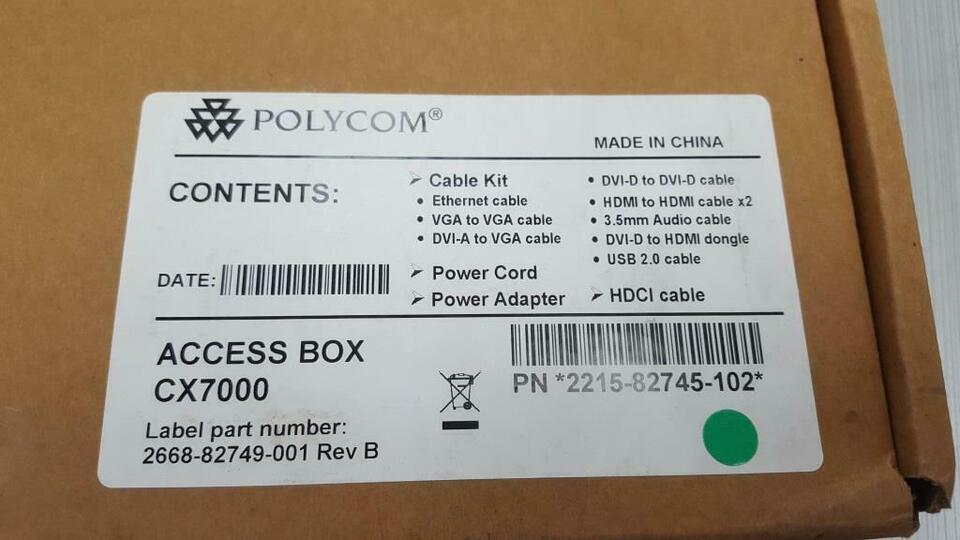 POLYCOM®
MADE IN CHINA
CONTENTS:
➢ Cable Kit
• Ethernet cable
• VGA to VGA cable
• DVI-A to VGA cable
➢ Power Cord
➢ Power Adapter
• DVI-D to DVI-D cable
• HDMI to HDMI cable x2
• 3.5mm Audio cable
• DVI-D to HDMI dongle
• USB 2.0 cable
➢ HDCI cable
DATE:
ACCESS BOX
CX7000
Label part number:
2668-82749-001 Rev B
PN *2215-82745-102*